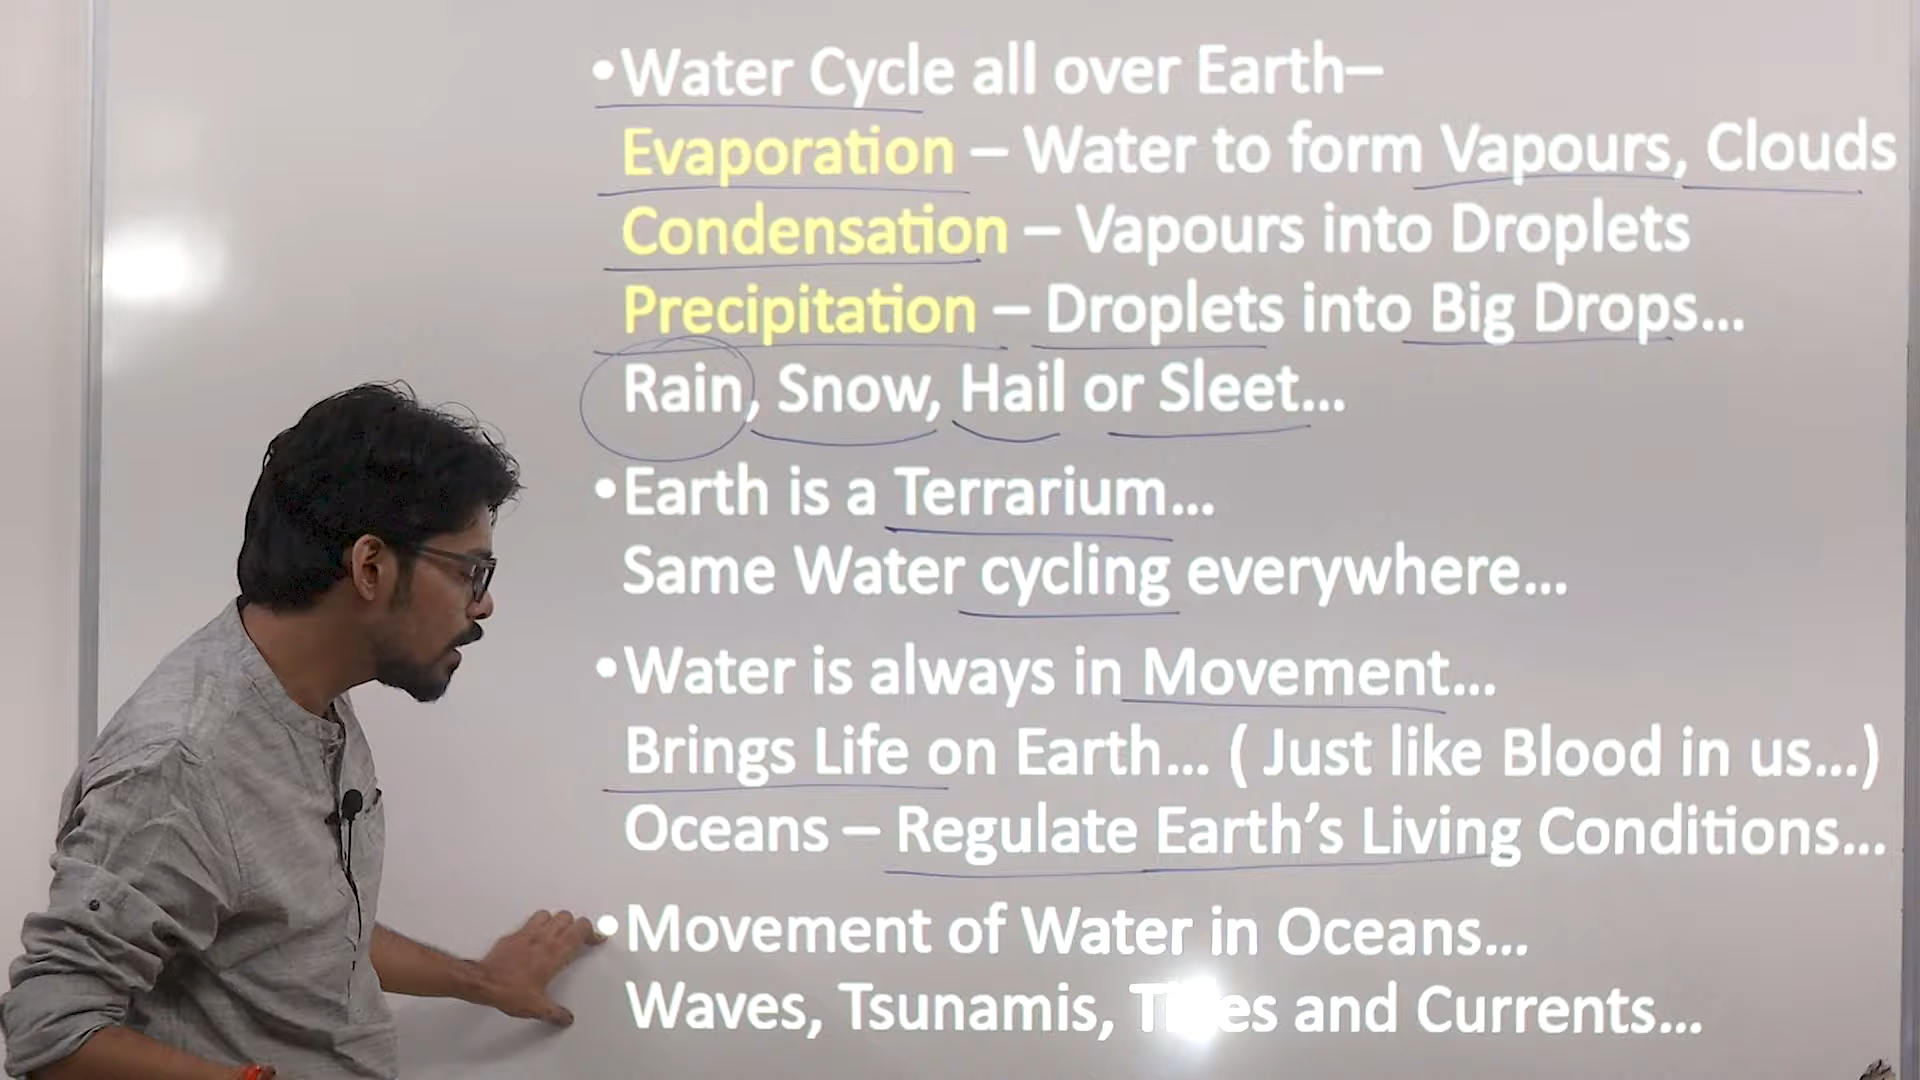 •Water Cycle all over Earth–
Evaporation – Water to form Vapours, Clouds
Condensation – Vapours into Droplets
Precipitation – Droplets into Big Drops...
Rain, Snow, Hail or Sleet...
•Earth is a Terrarium...
Same Water cycling everywhere...
•Water is always in Movement...
Brings Life on Earth... ( Just like Blood in us...)
Oceans – Regulate Earth’s Living Conditions...
•Movement of Water in Oceans...
Waves, Tsunamis, Tides and Currents...